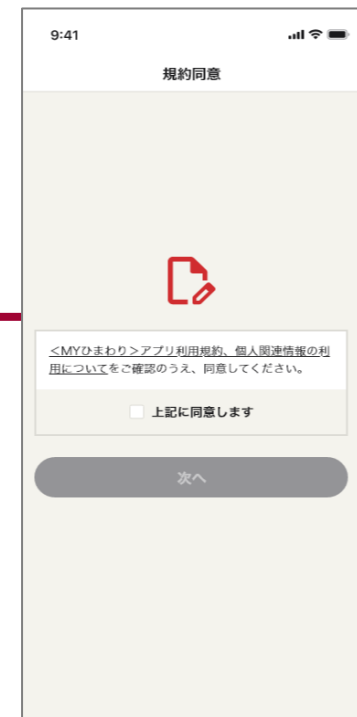 9:41
規約同意
<MYひまわり>アプリ利用規約、個人関連情報の利
用についてをご確認のうえ、同意してください。
上記に同意します
次へ